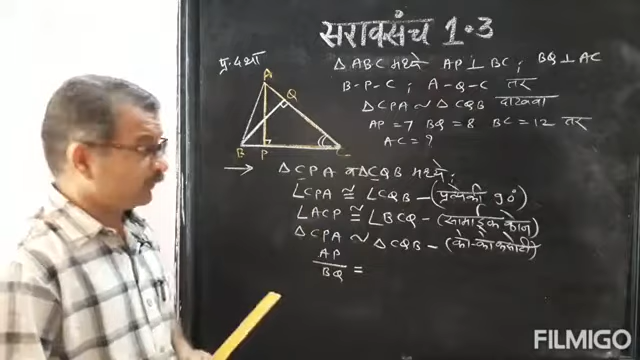 सरावसंच 1.3
प्र. ४था
△ABC मध्ये AP⊥BC ; BQ⊥AC
B-P-C ; A-Q-C तर
△CPA ~ △CQB दाखवा
AP=7 BQ=8 BC=12 तर
AC=?
A
Q
B P C
→ △CPA व △CQB मध्ये;
∠CPA ≅ ∠CQB - (प्रत्येकी 90°)
∠ACP ≅ ∠BCQ - (सामाईक कोन)
△CPA ~ △CQB - (को-को कसोटी)
AP
BQ =
FILMIGO